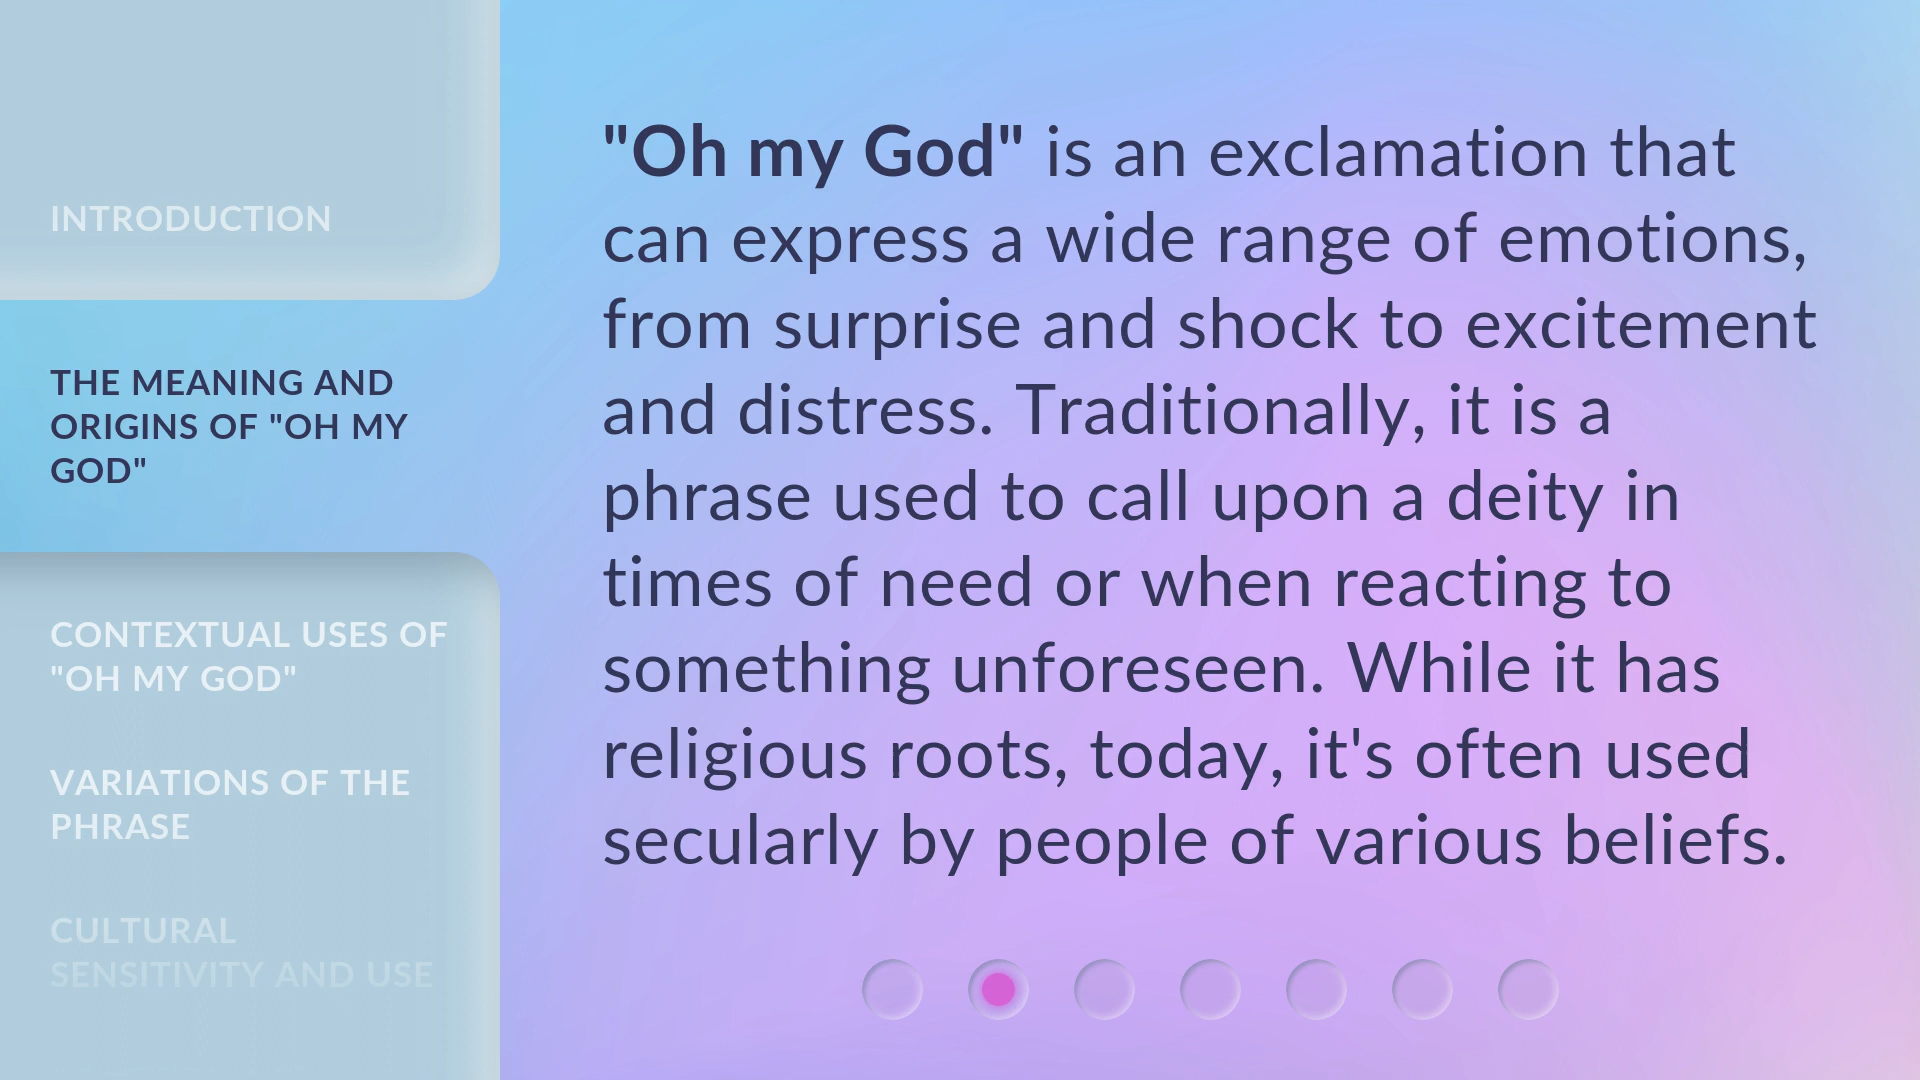 INTRODUCTION
THE MEANING AND
ORIGINS OF "OH MY
GOD"
CONTEXTUAL USES OF
"OH MY GOD"
VARIATIONS OF THE
PHRASE
CULTURAL
SENSITIVITY AND USE
"Oh my God" is an exclamation that
can express a wide range of emotions,
from surprise and shock to excitement
and distress. Traditionally, it is a
phrase used to call upon a deity in
times of need or when reacting to
something unforeseen. While it has
religious roots, today, it's often used
secularly by people of various beliefs.